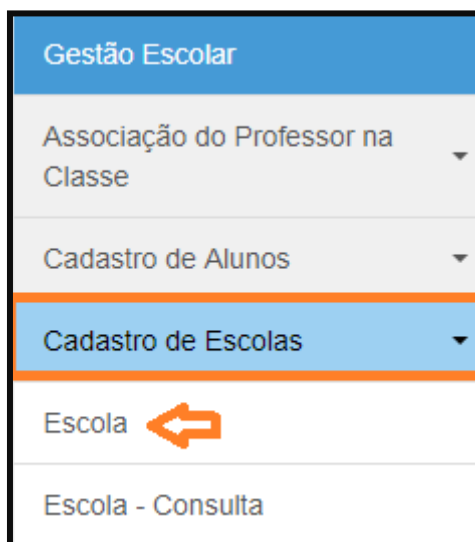 Gestão Escolar
Associação do Professor na
Classe
Cadastro de Alunos
Cadastro de Escolas
Escola
Escola - Consulta